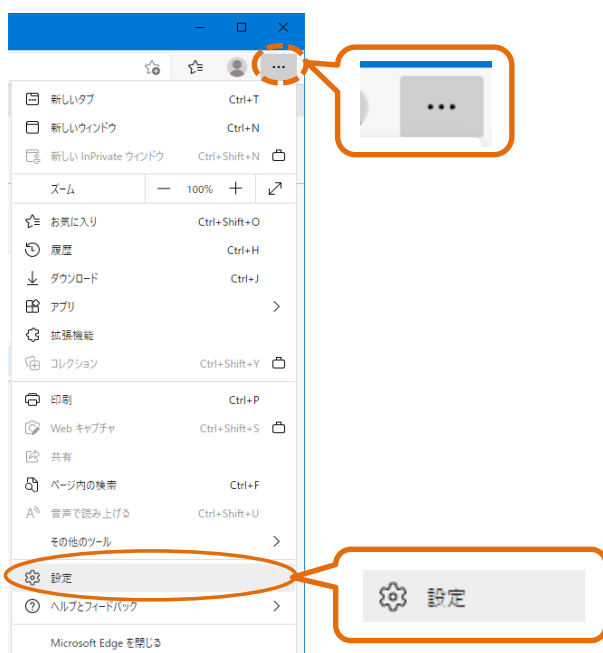 新しいタブ Ctrl+T
新しいウィンドウ Ctrl+N
新しい InPrivate ウィンドウ Ctrl+Shift+N
ズーム — 100% +
お気に入り Ctrl+Shift+O
履歴 Ctrl+H
ダウンロード Ctrl+J
アプリ
拡張機能
コレクション Ctrl+Shift+Y
印刷 Ctrl+P
Web キャプチャ Ctrl+Shift+S
共有
ページ内の検索 Ctrl+F
音声で読み上げる Ctrl+Shift+U
その他のツール
設定
設定
ヘルプとフィードバック
Microsoft Edge を閉じる